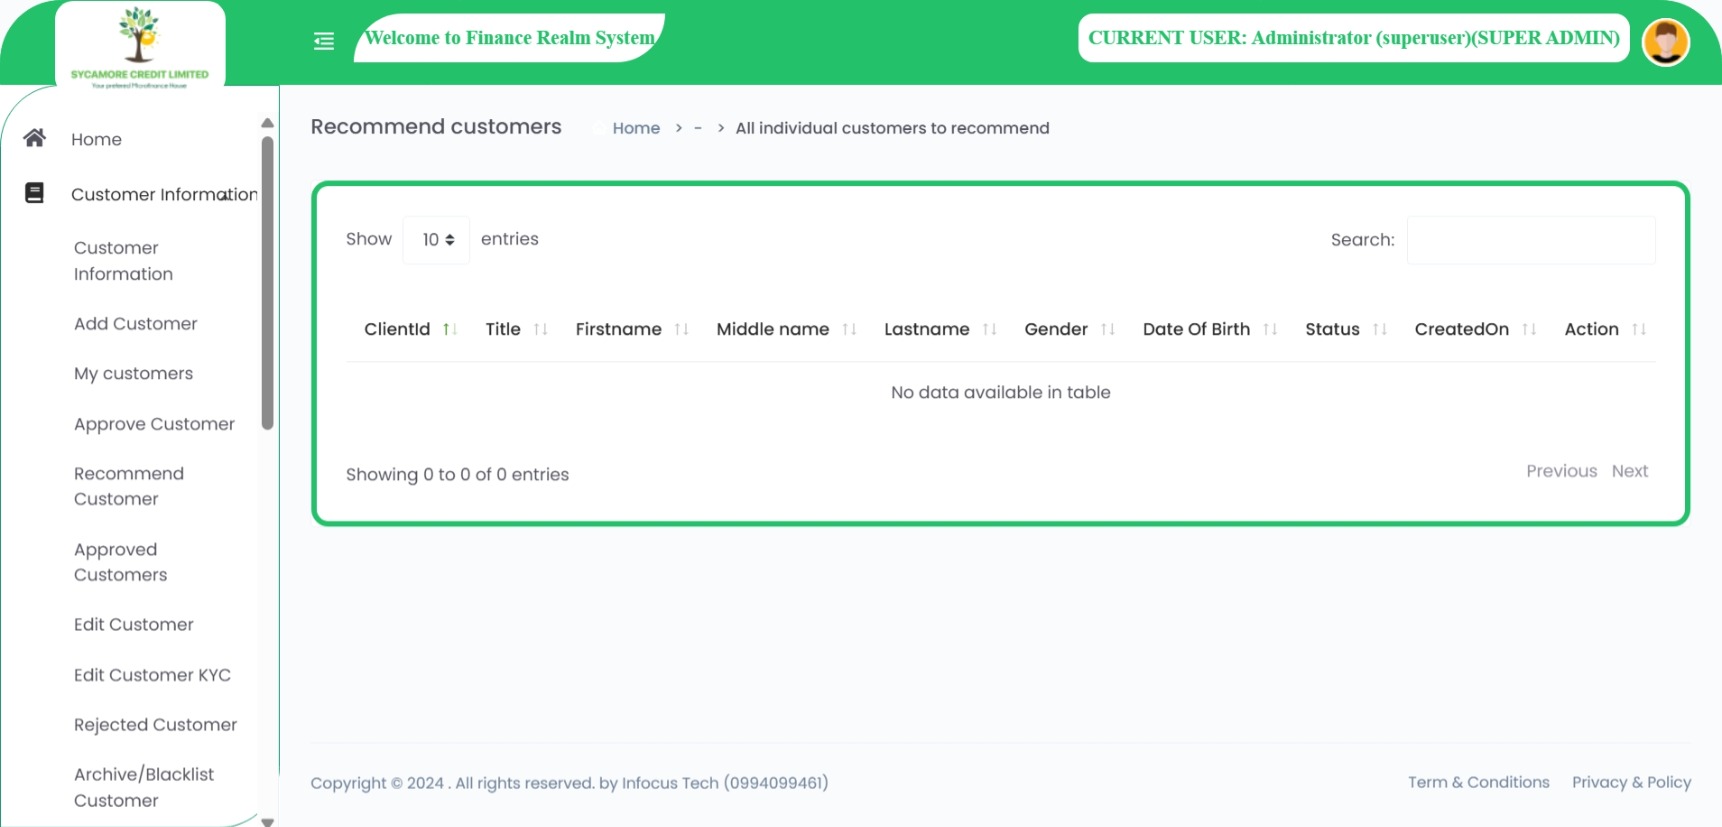 SYCAMORE CREDIT LIMITED
Your preferred Microfinance House
Welcome to Finance Realm System
CURRENT USER: Administrator (superuser)(SUPER ADMIN)
Home
Customer Information
Customer
Information
Add Customer
My customers
Approve Customer
Recommend
Customer
Approved
Customers
Edit Customer
Edit Customer KYC
Rejected Customer
Archive/Blacklist
Customer
Recommend customers
Home > - > All individual customers to recommend
Show 10 entries
Search:
ClientId Title Firstname Middle name Lastname Gender Date Of Birth Status CreatedOn Action
No data available in table
Showing 0 to 0 of 0 entries
Previous Next
Copyright © 2024 . All rights reserved. by Infocus Tech (0994099461)
Term & Conditions Privacy & Policy